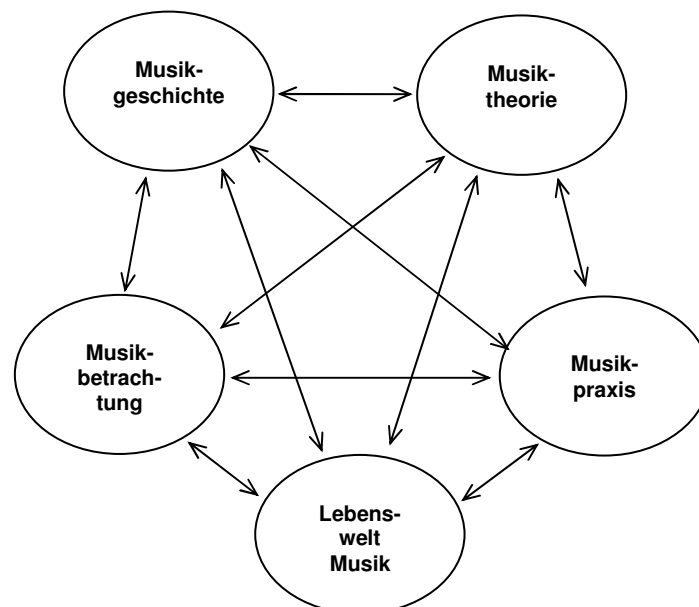 Musik-
geschichte
Musik-
theorie
Musik-
betrach-
tung
Musik-
praxis
Lebens-
welt
Musik